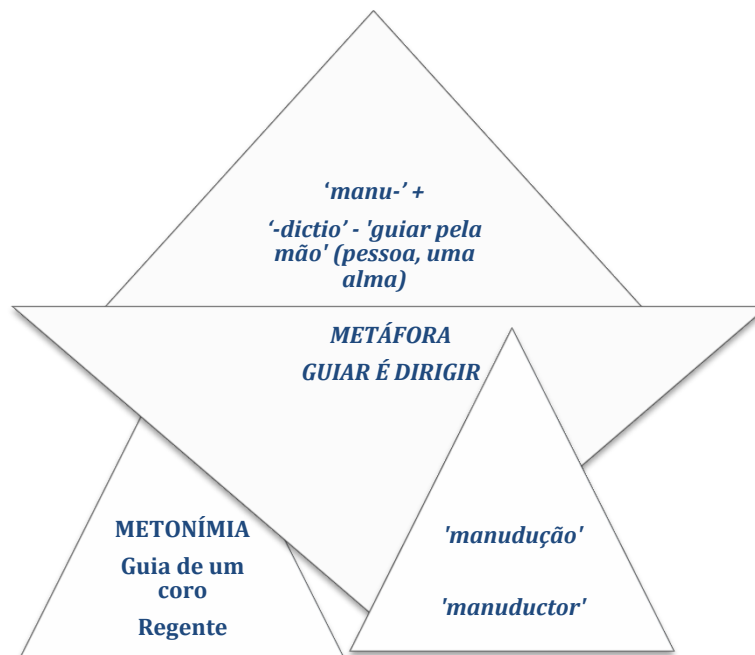 ‘manu-’ +
‘-dictio’ - 'guiar pela
mão' (pessoa, uma
alma)
METÁFORA
GUIAR É DIRIGIR
METONÍMIA
Guia de um
coro
Regente
'manudução'
'manuductor'